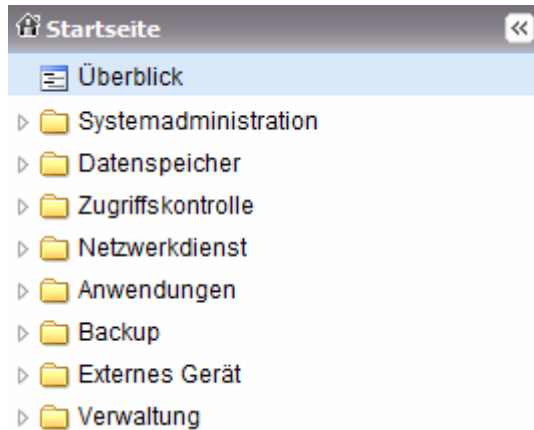 Startseite
Überblick
Systemadministration
Datenspeicher
Zugriffskontrolle
Netzwerkdienst
Anwendungen
Backup
Externes Gerät
Verwaltung